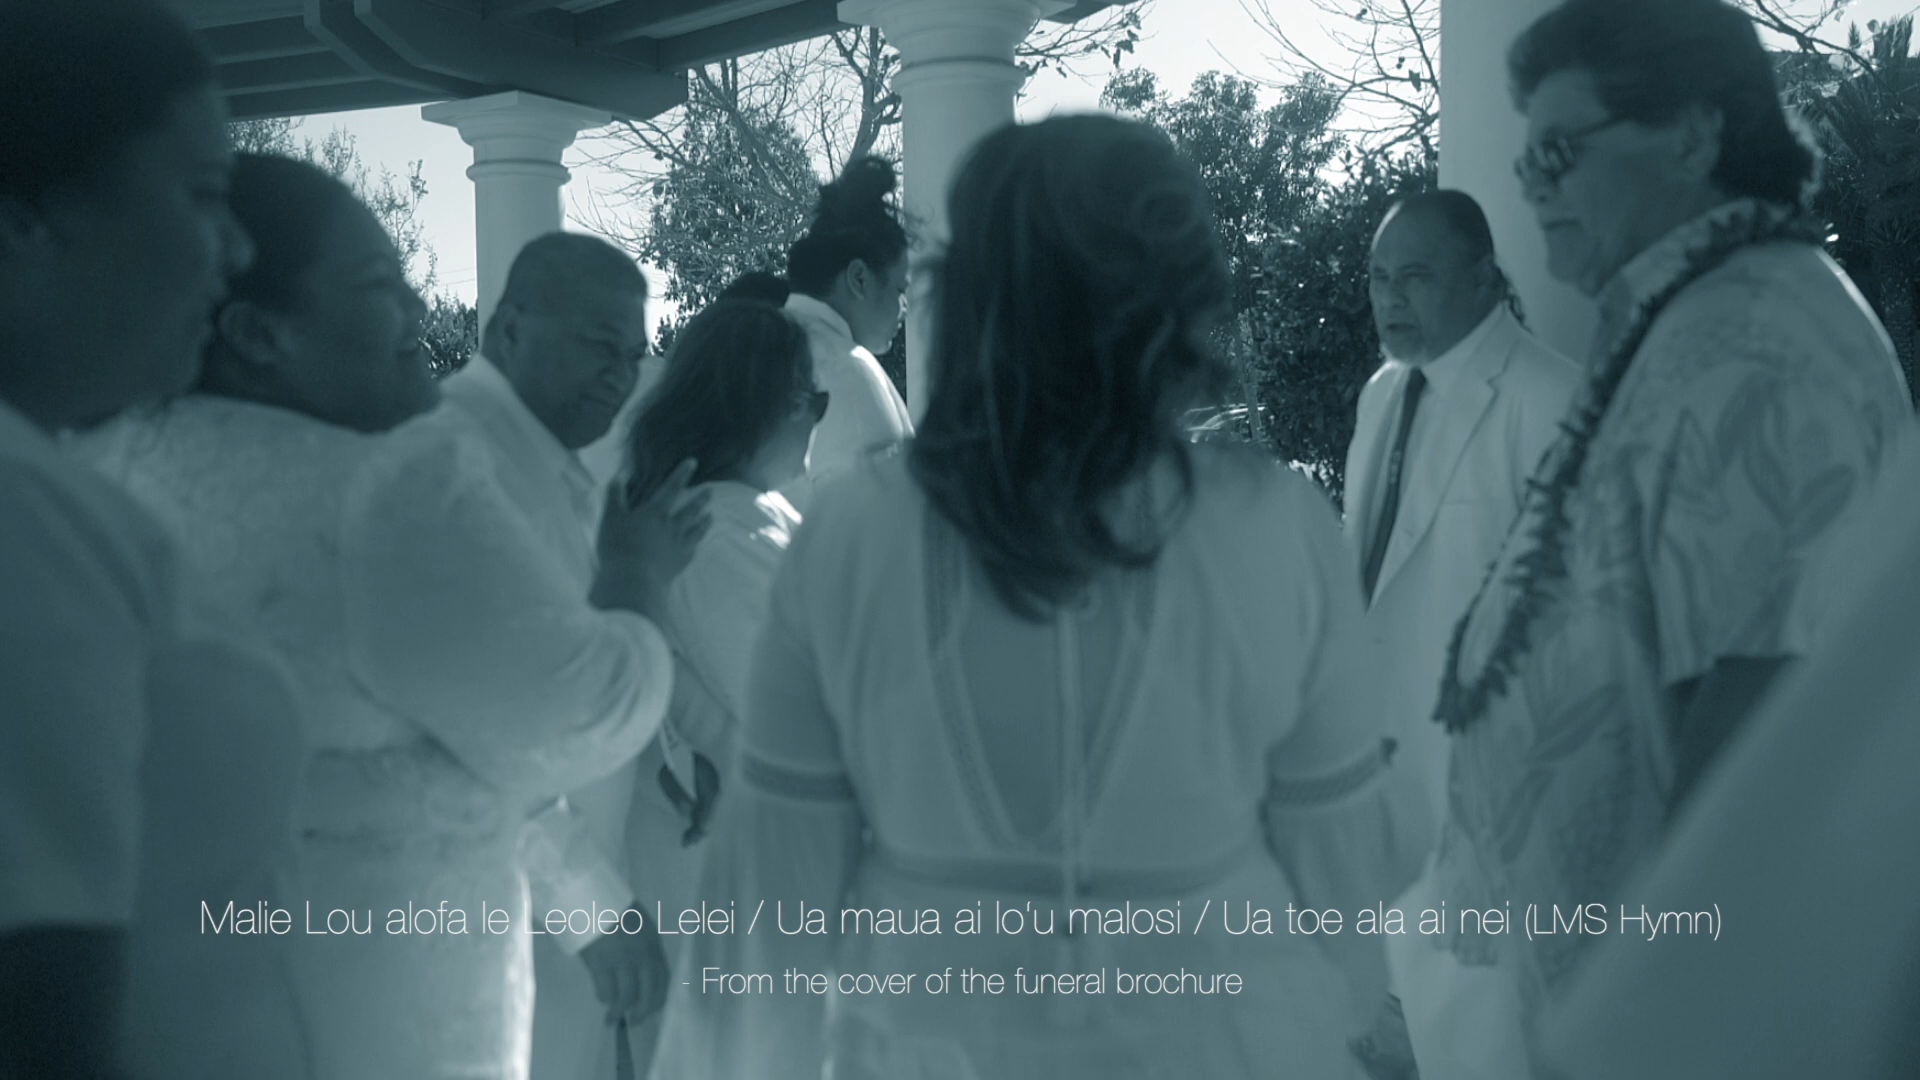 Malie Lou alofa le Leoleo Lelei / Ua maua ai lo‘u malosi / Ua toe ala ai nei (LMS Hymn)
- From the cover of the funeral brochure